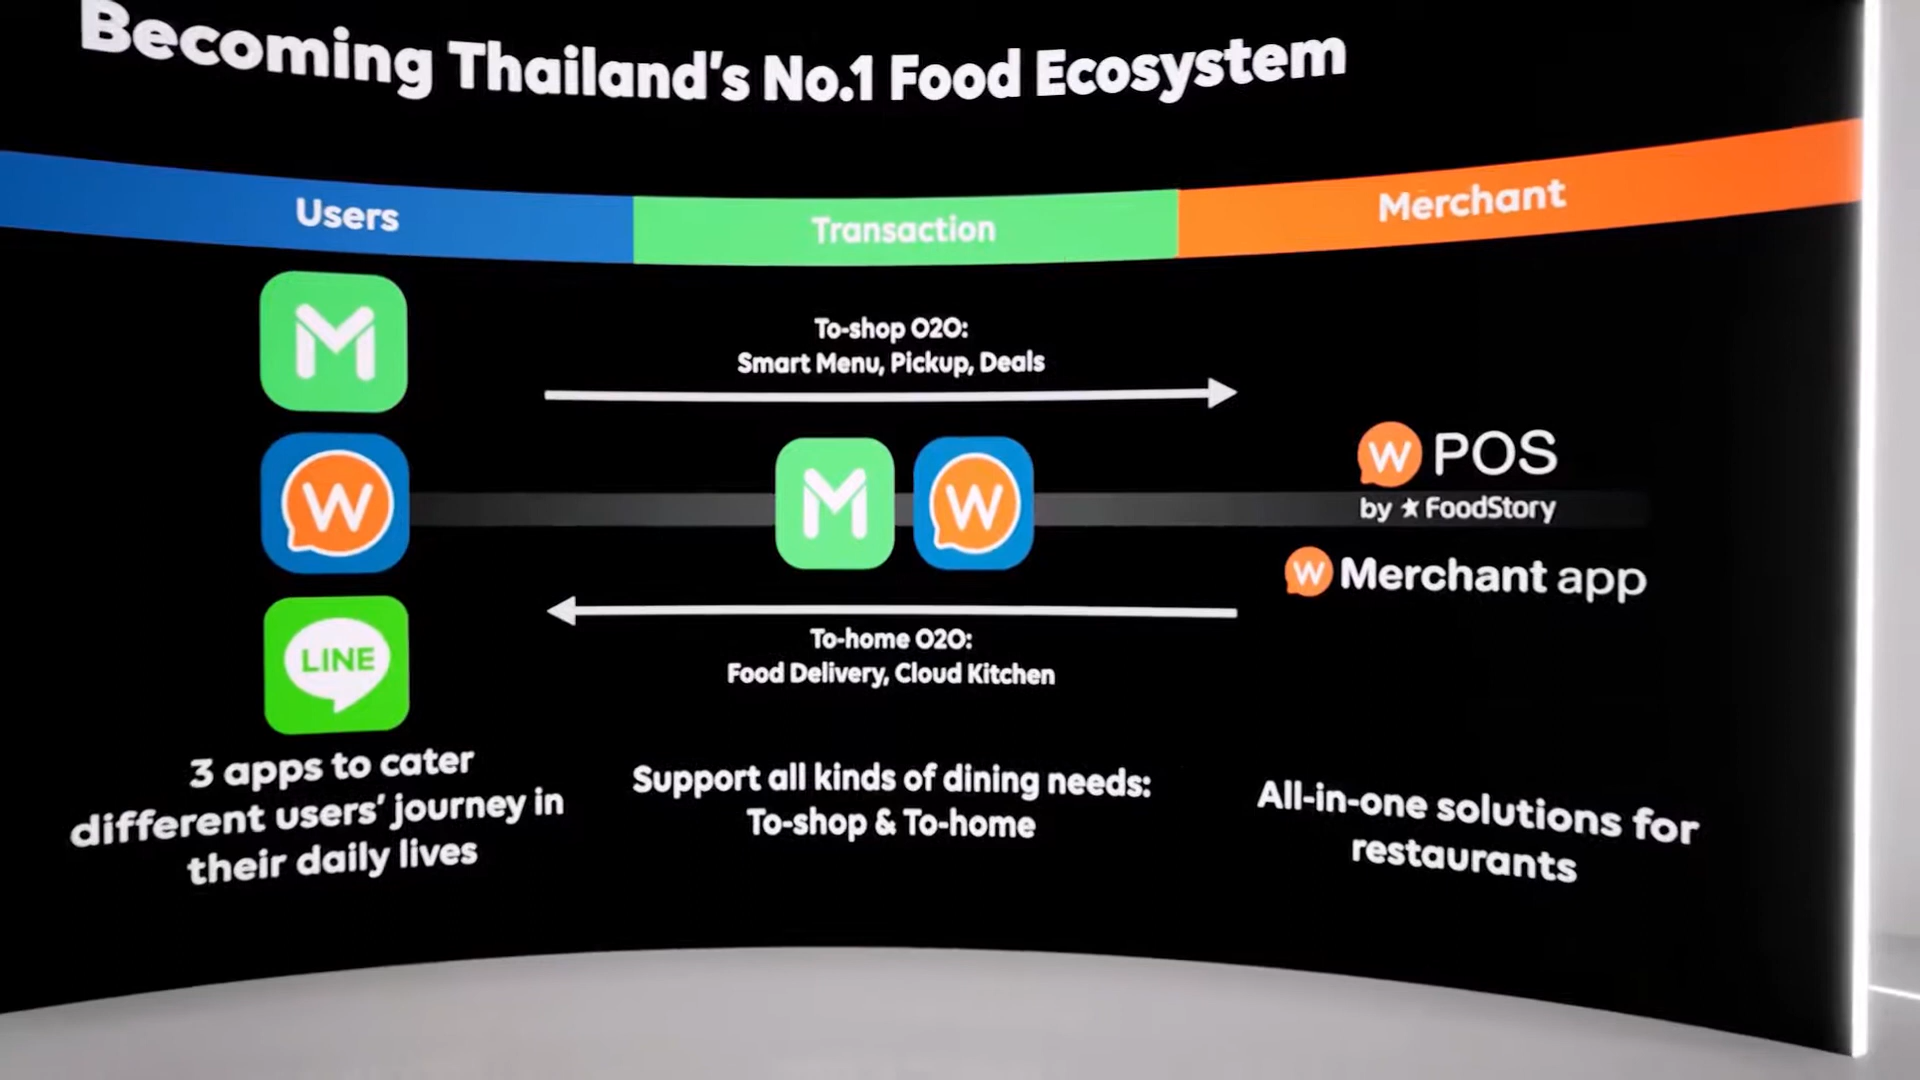 Becoming Thailand's No.1 Food Ecosystem
Users
Transaction
Merchant
M
To-shop O2O:
Smart Menu, Pickup, Deals
W
M
W
W POS
by ★ FoodStory
W Merchant app
LINE
To-home O2O:
Food Delivery, Cloud Kitchen
3 apps to cater
different users' journey in
their daily lives
Support all kinds of dining needs:
To-shop & To-home
All-in-one solutions for
restaurants